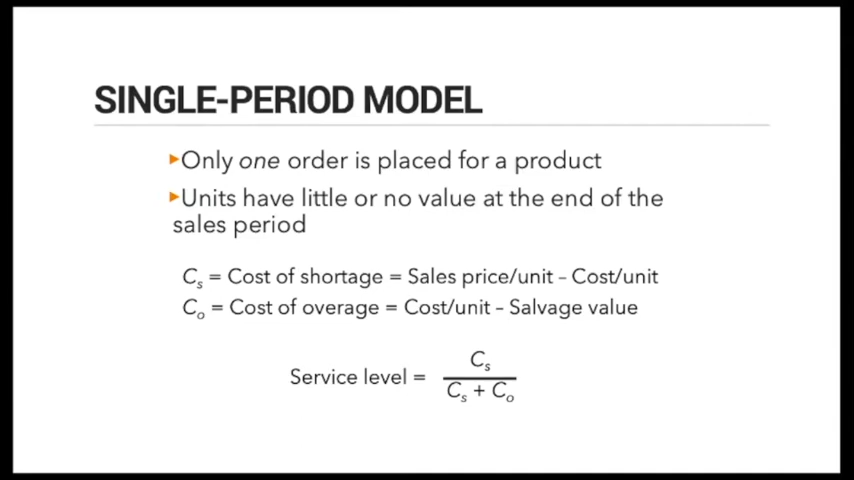 SINGLE-PERIOD MODEL
▸Only one order is placed for a product
▸Units have little or no value at the end of the
sales period
Cs = Cost of shortage = Sales price/unit – Cost/unit
Co = Cost of overage = Cost/unit – Salvage value
Cs
Service level =
Cs + Co